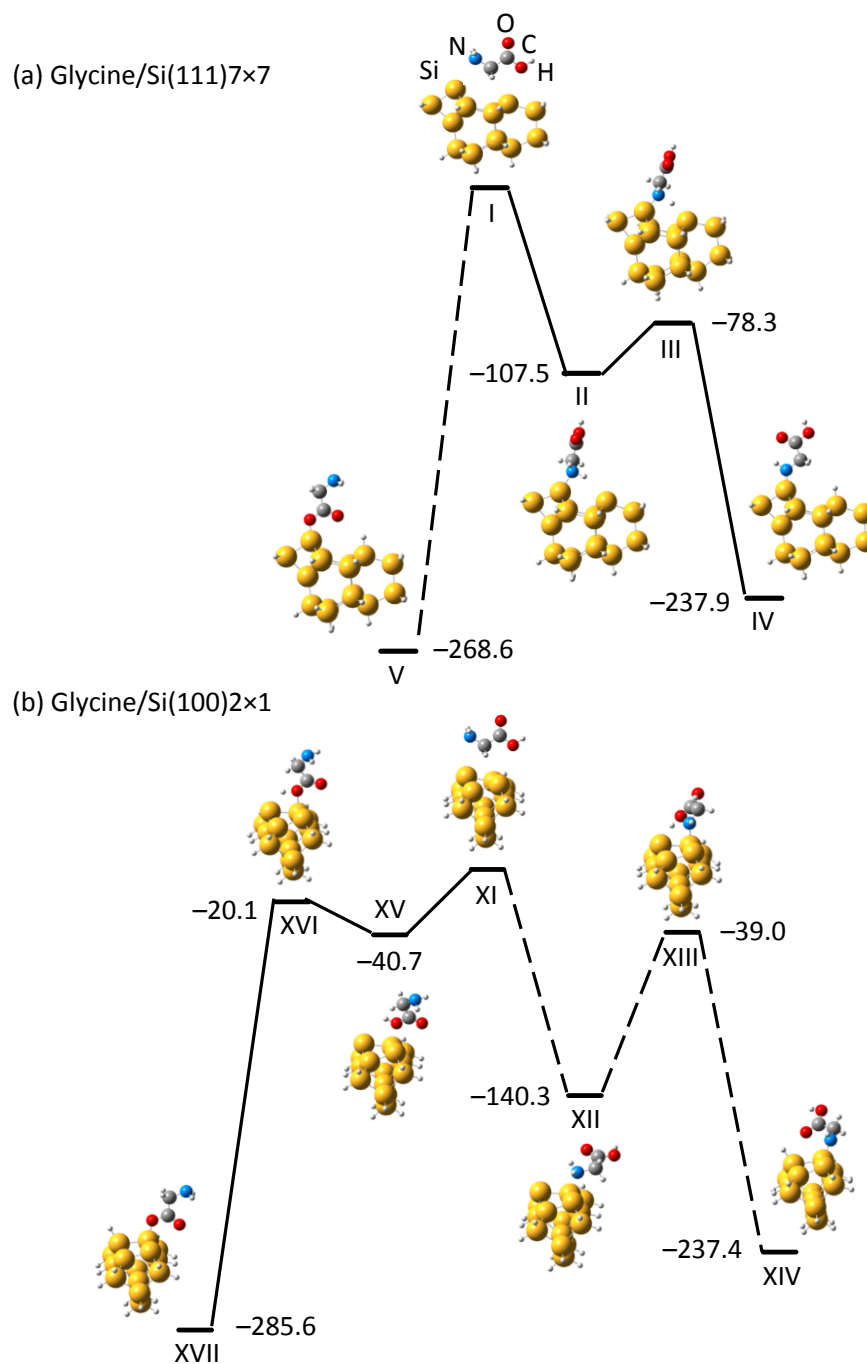 (a) Glycine/Si(111)7×7
O
N
C
Si
H
I
−78.3
III
−107.5
II
−237.9
IV
−268.6
V
(b) Glycine/Si(100)2×1
−20.1
XVI
XV
XI
−40.7
XIII
−39.0
−140.3
XII
−237.4
XIV
−285.6
XVII